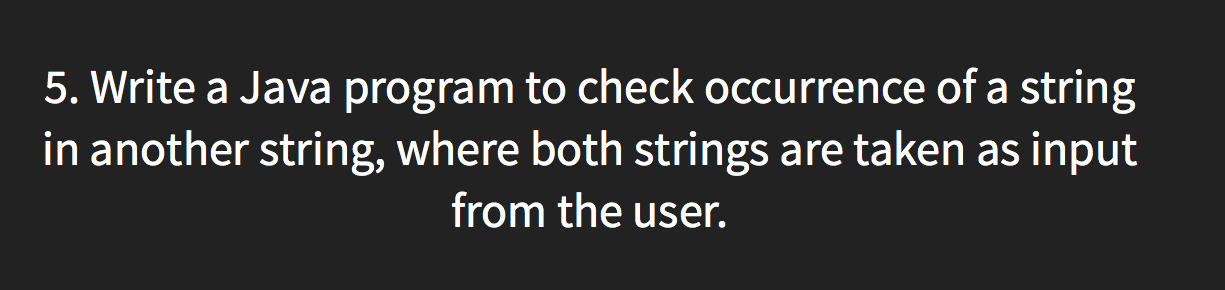 5. Write a Java program to check occurrence of a string
in another string, where both strings are taken as input
from the user.